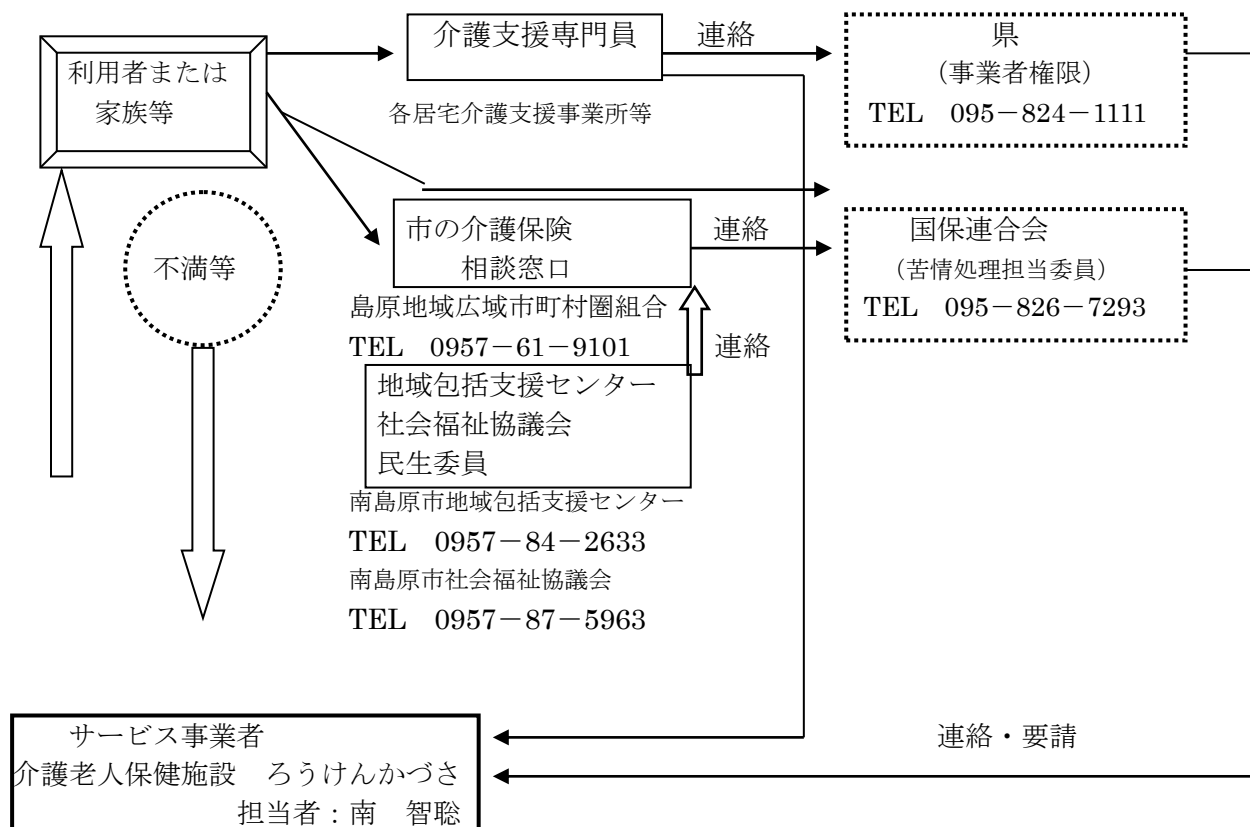 利用者または
家族等
介護支援専門員
連絡
各居宅介護支援事業所等
県
（事業者権限）
TEL　095－824－1111
不満等
市の介護保険
相談窓口
連絡
国保連合会
（苦情処理担当委員）
TEL　095－826－7293
島原地域広域市町村圏組合
TEL　0957－61－9101
連絡
地域包括支援センター
社会福祉協議会
民生委員
南島原市地域包括支援センター
TEL　0957－84－2633
南島原市社会福祉協議会
TEL　0957－87－5963
サービス事業者
介護老人保健施設　ろうけんかづさ
担当者：南　智聡
連絡・要請